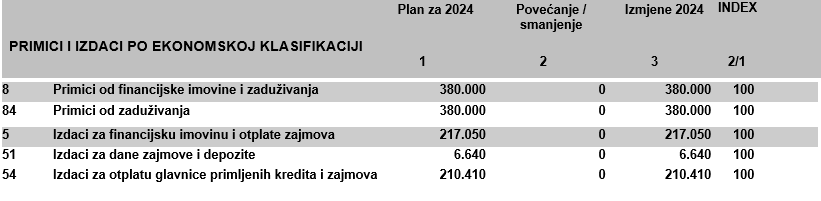 Plan za 2024 Povećanje / smanjenje Izmjene 2024 INDEX
PRIMICI I IZDACI PO EKONOMSKOJ KLASIFIKACIJI
1 2 3 2/1
8 Primici od financijske imovine i zaduživanja 380.000 0 380.000 100
84 Primici od zaduživanja 380.000 0 380.000 100
5 Izdaci za financijsku imovinu i otplate zajmova 217.050 0 217.050 100
51 Izdaci za dane zajmove i depozite 6.640 0 6.640 100
54 Izdaci za otplatu glavnice primljenih kredita i zajmova 210.410 0 210.410 100